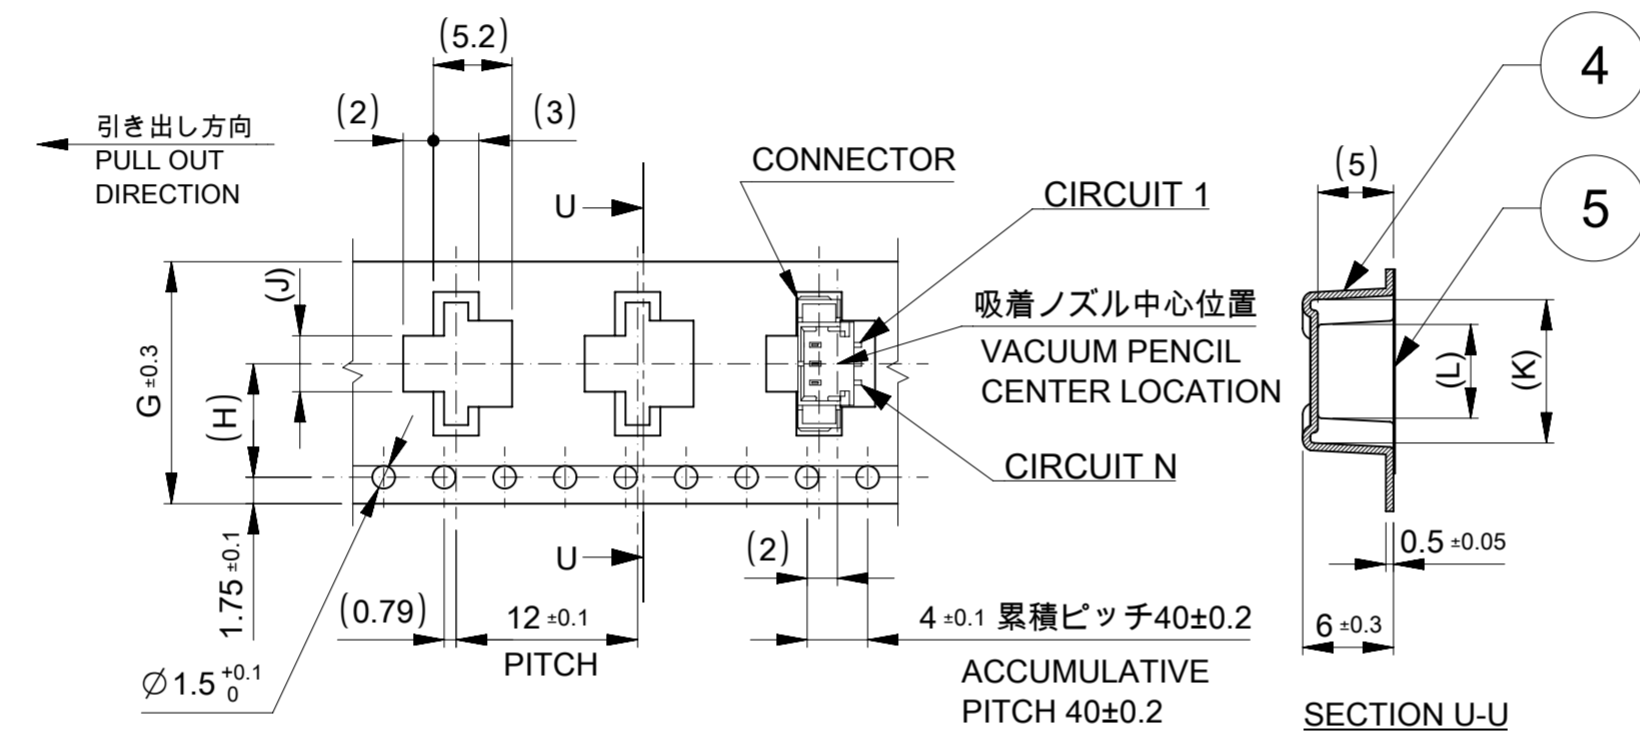 (5.2)
(2)
(3)
引き出し方向
PULL OUT
DIRECTION
CONNECTOR
U
CIRCUIT 1
(5)
4
5
(J)
吸着ノズル中心位置
VACUUM PENCIL
CENTER LOCATION
G ±0.3
(H)
(L)
(K)
CIRCUIT N
1.75 ±0.1
U
(2)
0.5 ±0.05
(0.79)
12 ±0.1
PITCH
4 ±0.1 累積ピッチ40±0.2
ACCUMULATIVE
PITCH 40±0.2
6 ±0.3
∅1.5 +0.1 0
SECTION U-U